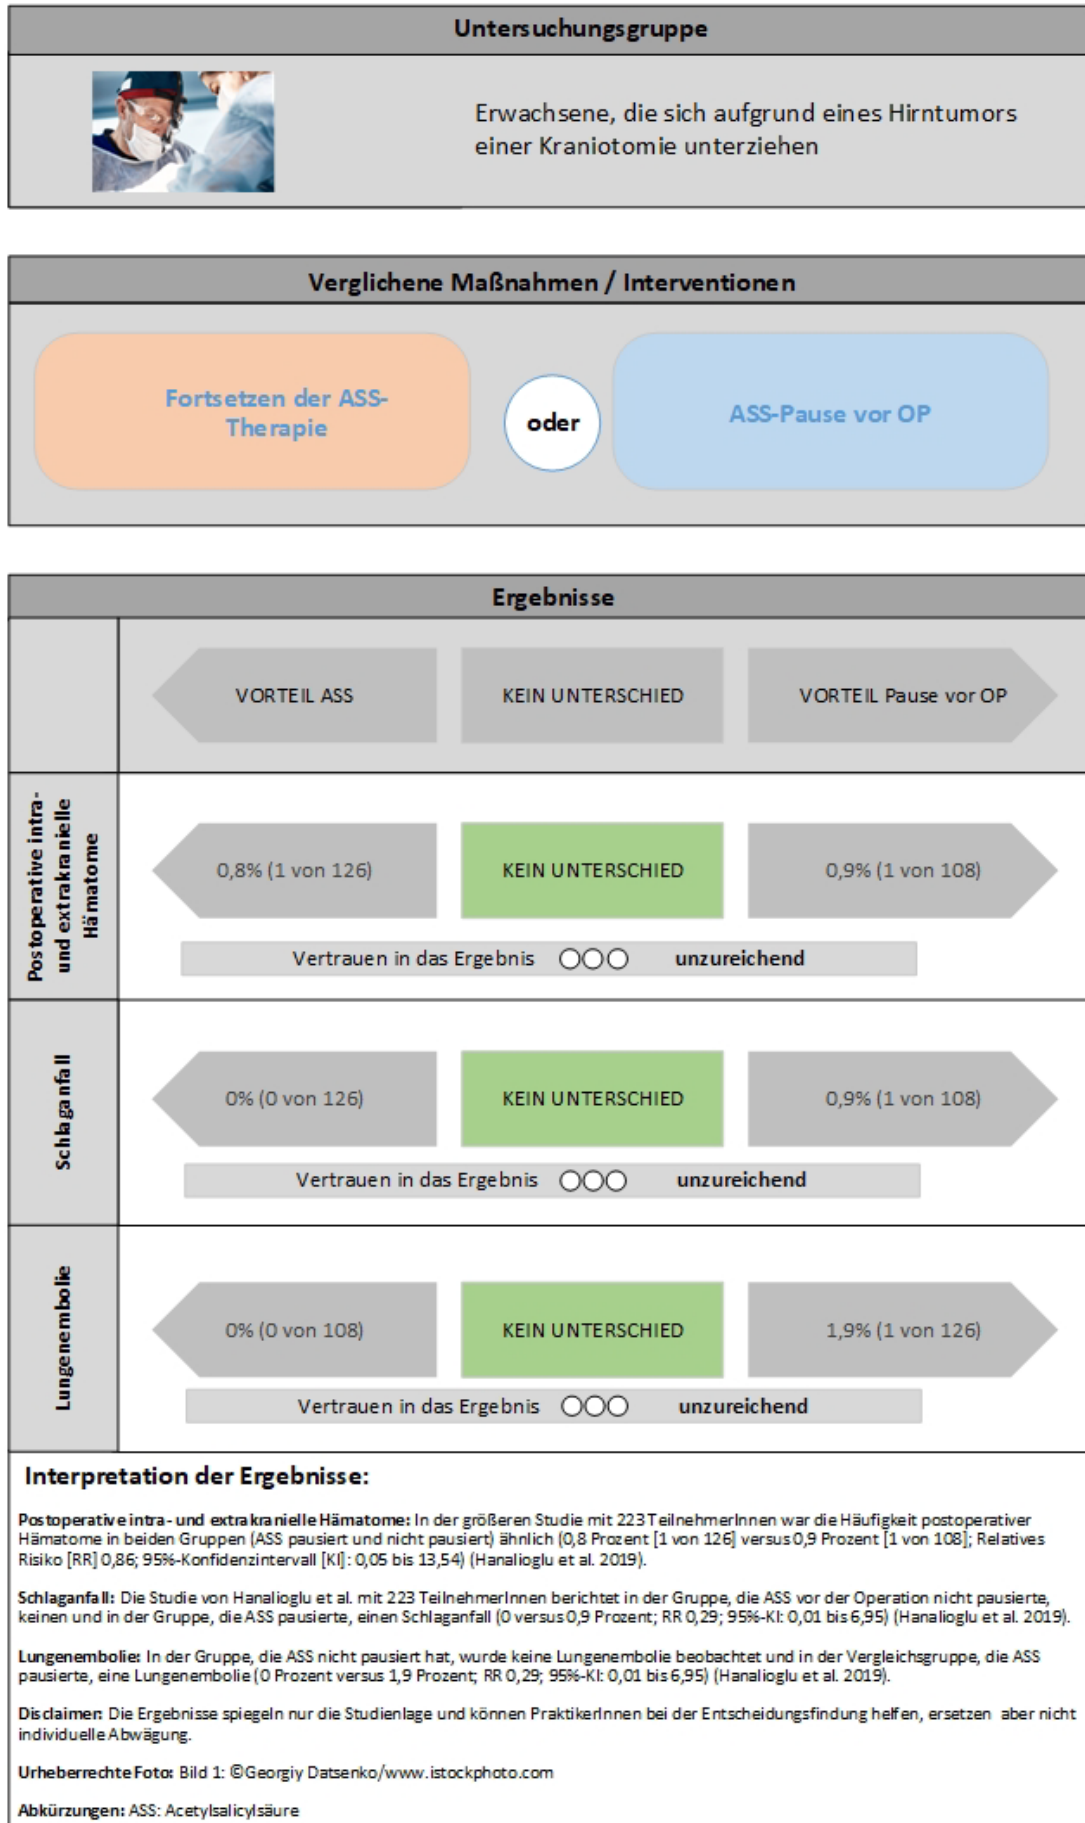 Untersuchungsgruppe
Erwachsene, die sich aufgrund eines Hirntumors
einer Kraniotomie unterziehen
Verglichene Maßnahmen / Interventionen
Fortsetzen der ASS-
Therapie
oder
ASS-Pause vor OP
Ergebnisse
VORTEIL ASS
KEIN UNTERSCHIED
VORTEIL Pause vor OP
Postoperative intra-
und extrakranielle
Hämatome
0,8% (1 von 126)
KEIN UNTERSCHIED
0,9% (1 von 108)
Vertrauen in das Ergebnis unzureichend
Schlaganfall
0% (0 von 126)
KEIN UNTERSCHIED
0,9% (1 von 108)
Vertrauen in das Ergebnis unzureichend
Lungenembolie
0% (0 von 108)
KEIN UNTERSCHIED
1,9% (1 von 126)
Vertrauen in das Ergebnis unzureichend
Interpretation der Ergebnisse:
Postoperative intra- und extrakranielle Hämatome: In der größeren Studie mit 223 TeilnehmerInnen war die Häufigkeit postoperativer
Hämatome in beiden Gruppen (ASS pausiert und nicht pausiert) ähnlich (0,8 Prozent [1 von 126] versus 0,9 Prozent [1 von 108]; Relatives
Risiko [RR] 0,86; 95%-Konfidenzintervall [KI]: 0,05 bis 13,54) (Hanalioglu et al. 2019).
Schlaganfall: Die Studie von Hanalioglu et al. mit 223 TeilnehmerInnen berichtet in der Gruppe, die ASS vor der Operation nicht pausierte,
keinen und in der Gruppe, die ASS pausierte, einen Schlaganfall (0 versus 0,9 Prozent; RR 0,29; 95%-KI: 0,01 bis 6,95) (Hanalioglu et al. 2019).
Lungenembolie: In der Gruppe, die ASS nicht pausiert hat, wurde keine Lungenembolie beobachtet und in der Vergleichsgruppe, die ASS
pausierte, eine Lungenembolie (0 Prozent versus 1,9 Prozent; RR 0,29; 95%-KI: 0,01 bis 6,95) (Hanalioglu et al. 2019).
Disclaimer: Die Ergebnisse spiegeln nur die Studienlage und können PraktikerInnen bei der Entscheidungsfindung helfen, ersetzen aber nicht
individuelle Abwägung.
Urheberrechte Foto: Bild 1: ©Georgiy Datsenko/www.istockphoto.com
Abkürzungen: ASS: Acetylsalicylsäure